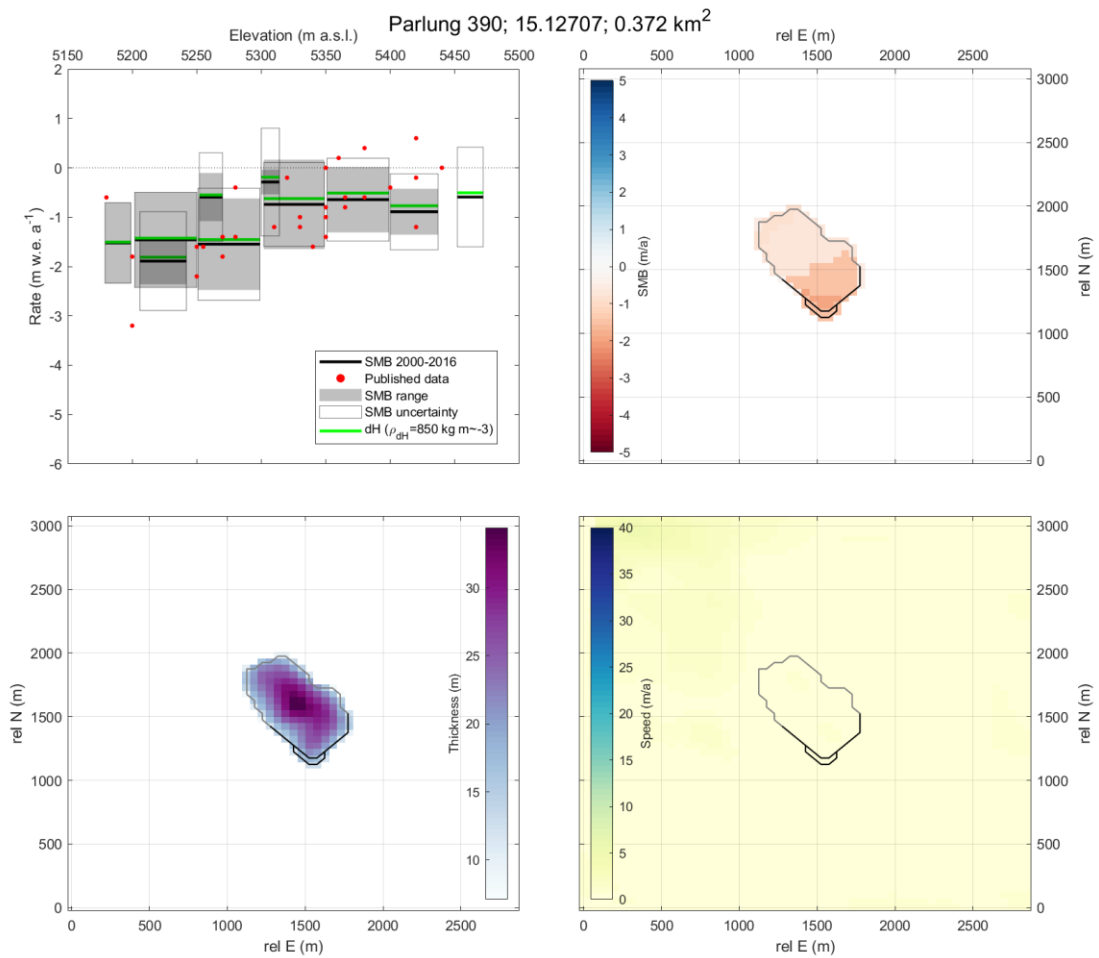 Parlung 390; 15.12707; 0.372 km2
Elevation (m a.s.l.)
5150 5200 5250 5300 5350 5400 5450 5500
2
1
0
-1
-2
-3
-4
-5
-6
Rate (m w.e. a-1)
SMB 2000-2016
Published data
SMB range
SMB uncertainty
dH (ρdH=850 kg m~-3)
rel E (m)
0 500 1000 1500 2000 2500
5
4
3
2
1
0
-1
-2
-3
-4
-5
SMB (m/a)
3000
2500
2000
1500
1000
500
0
rel N (m)
3000
2500
2000
1500
1000
500
0
rel N (m)
30
25
20
15
10
Thickness (m)
0 500 1000 1500 2000 2500
rel E (m)
40
35
30
25
20
15
10
5
0
Speed (m/a)
3000
2500
2000
1500
1000
500
0
rel N (m)
0 500 1000 1500 2000 2500
rel E (m)